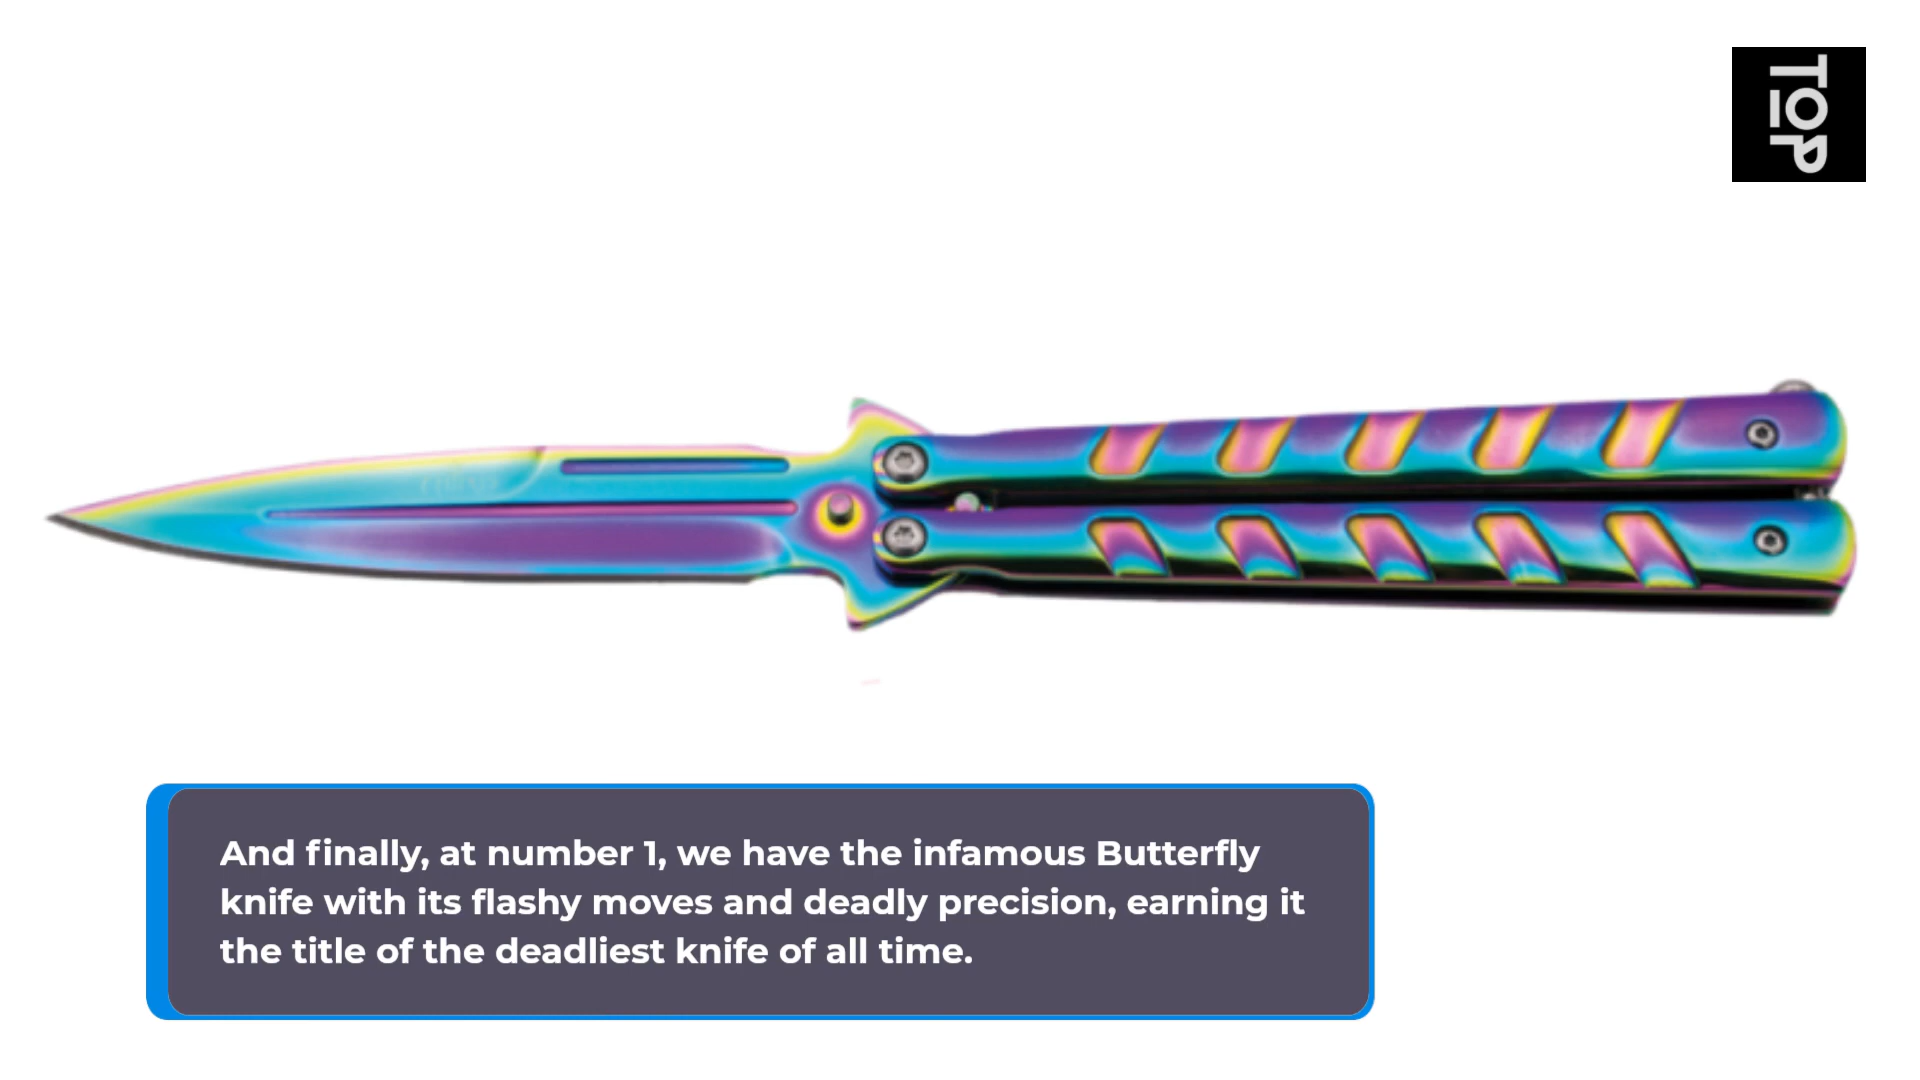 TOP
And finally, at number 1, we have the infamous Butterfly
knife with its flashy moves and deadly precision, earning it
the title of the deadliest knife of all time.